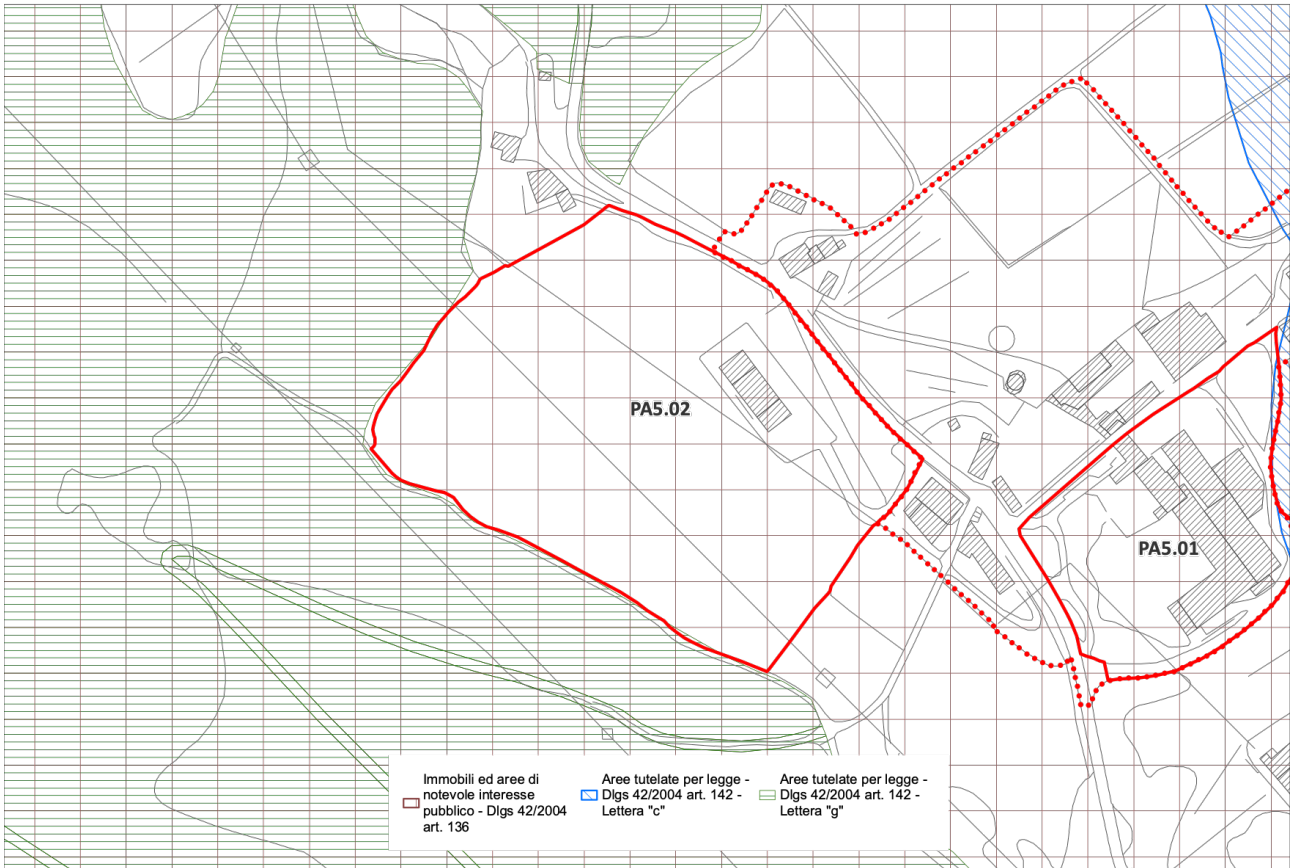 PA5.02
PA5.01
Immobili ed aree di
notevole interesse
pubblico - Dlgs 42/2004
art. 136
Aree tutelate per legge -
Dlgs 42/2004 art. 142 -
Lettera "c"
Aree tutelate per legge -
Dlgs 42/2004 art. 142 -
Lettera "g"